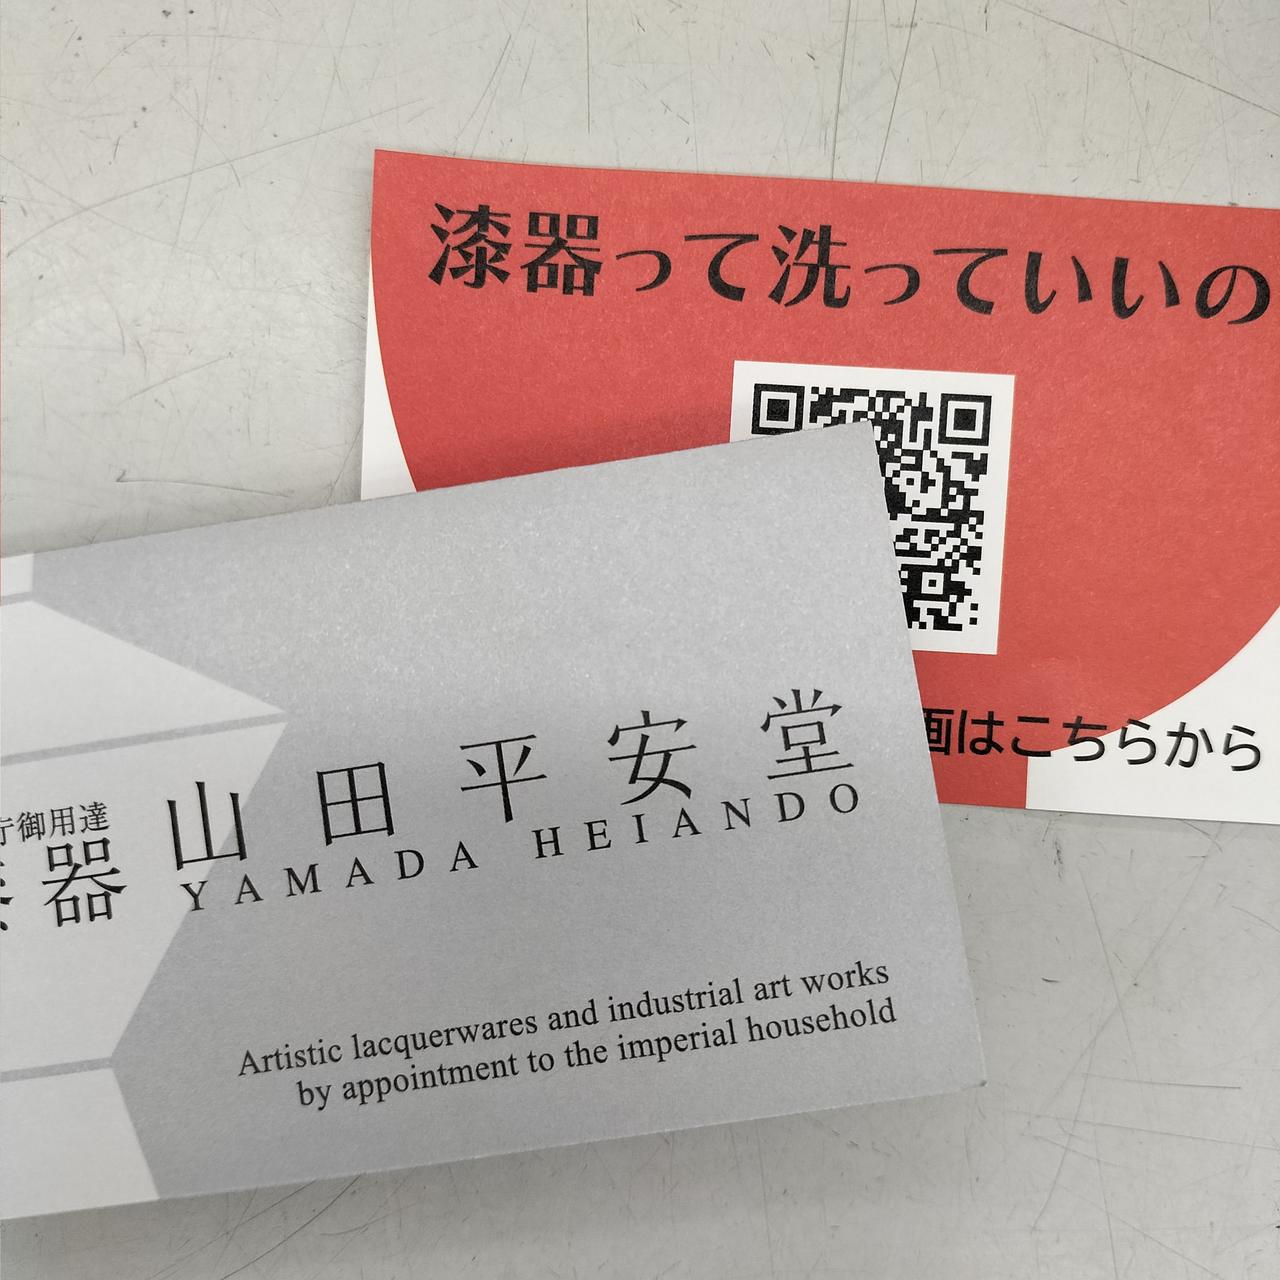 漆器って洗っていいの
画はこちらから
御用達
器 山田平安堂
YAMADA HEIANDO
Artistic lacquerwares and industrial art works
by appointment to the imperial household